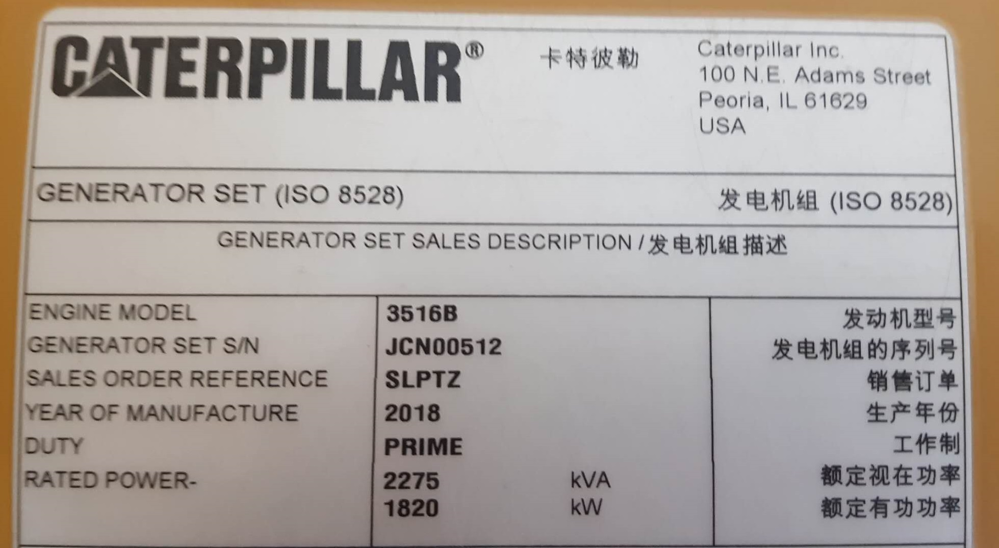 CATERPILLAR® 卡特彼勒 Caterpillar Inc.
100 N.E. Adams Street
Peoria, IL 61629
USA
GENERATOR SET (ISO 8528) 发电机组 (ISO 8528)
GENERATOR SET SALES DESCRIPTION / 发电机组描述
ENGINE MODEL 3516B 发动机型号
GENERATOR SET S/N JCN00512 发电机组的序列号
SALES ORDER REFERENCE SLPTZ 销售订单
YEAR OF MANUFACTURE 2018 生产年份
DUTY PRIME 工作制
RATED POWER- 2275 kVA 额定视在功率
1820 kW 额定有功功率